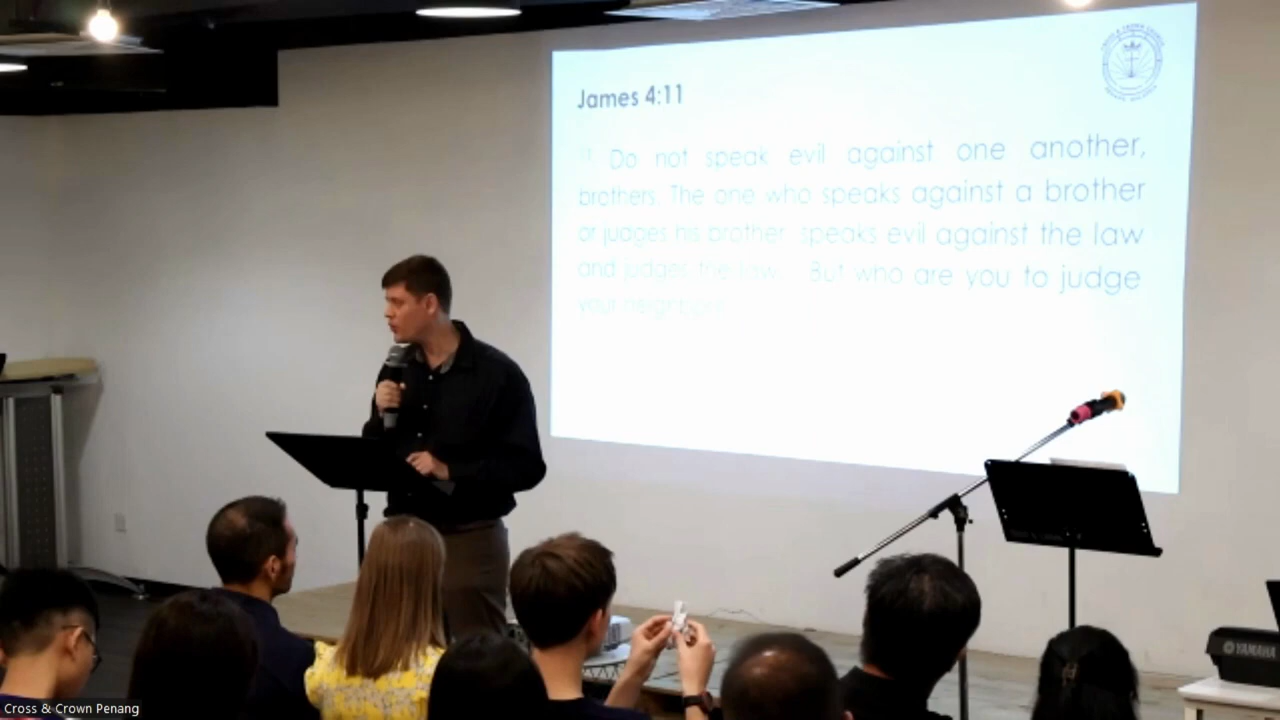 James 4:11
11 Do not speak evil against one another,
brothers. The one who speaks against a brother
or judges his brother, speaks evil against the law
and judges the law. But who are you to judge
your neighbor
Cross & Crown Penang
YAMAHA